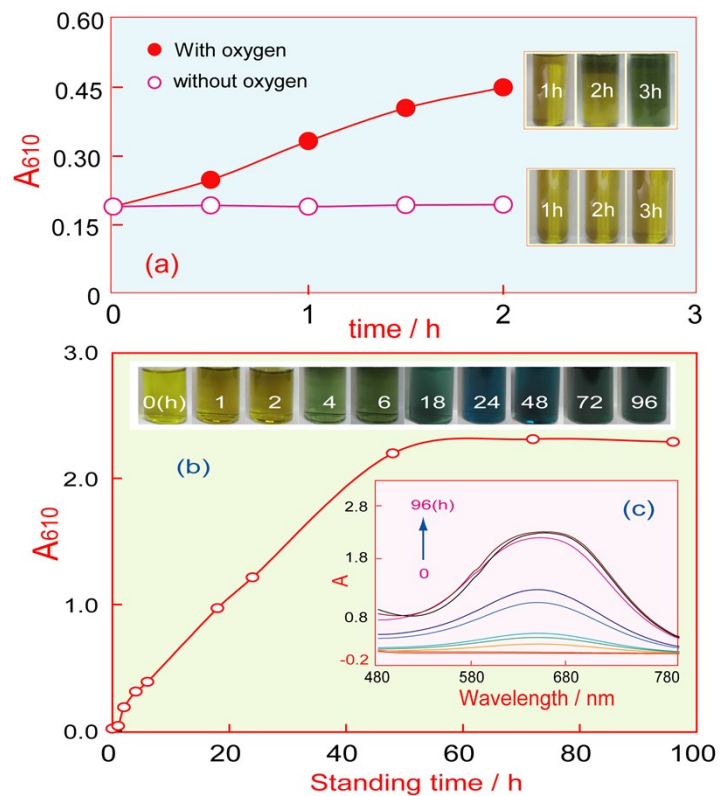 0.60
0.45
0.30
0.15
0
A610
With oxygen
without oxygen
1h 2h 3h
1h 2h 3h
(a)
0 1 2 3
time / h
3.0
2.0
1.0
0.0
A610
0(h) 1 2 4 6 18 24 48 72 96
(b)
(c)
96(h)
0
2.8
1.8
0.8
-0.2
A
480 580 680 780
Wavelength / nm
0 20 40 60 80 100
Standing time / h